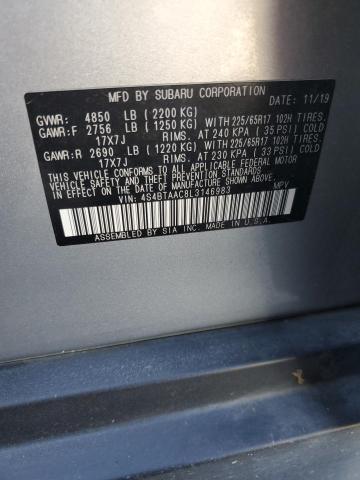 MFD BY SUBARU CORPORATION DATE: 11/19
GVWR: 4850 LB (2200 KG)
GAWR:F 2756 LB (1250 KG) WITH 225/65R17 102H TIRES.
17X7J RIMS. AT 240 KPA ( 35 PSI) COLD
GAWR:R 2690 LB (1220 KG) WITH 225/65R17 102H TIRES.
17X7J RIMS. AT 230 KPA ( 33 PSI) COLD
THIS VEHICLE CONFORMS TO ALL APPLICABLE FEDERAL MOTOR
VEHICLE SAFETY AND THEFT PREVENTION STANDARDS IN
EFFECT ON THE DATE OF MANUFACTURE SHOWN ABOVE.
VIN: 4S4BTAAC8L3146983 MPV
ASSEMBLED BY SIA INC. MADE IN U.S.A.